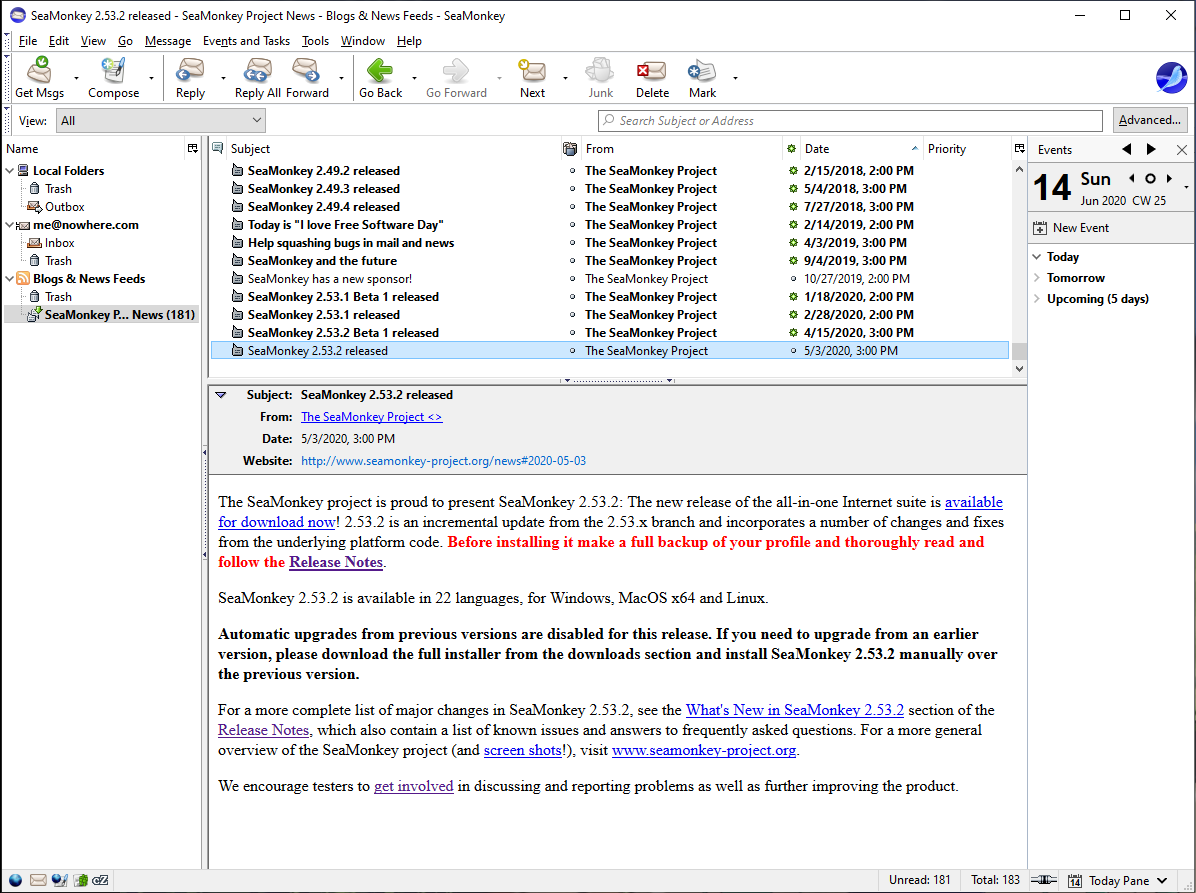 SeaMonkey 2.53.2 released - SeaMonkey Project News - Blogs & News Feeds - SeaMonkey
File Edit View Go Message Events and Tasks Tools Window Help
Get Msgs Compose Reply Reply All Forward Go Back Go Forward Next Junk Delete Mark
View: All Search Subject or Address Advanced...
Name
Local Folders
Trash
Outbox
me@nowhere.com
Inbox
Trash
Blogs & News Feeds
Trash
SeaMonkey P... News (181)
Subject From Date Priority
SeaMonkey 2.49.2 released The SeaMonkey Project 2/15/2018, 2:00 PM
SeaMonkey 2.49.3 released The SeaMonkey Project 5/4/2018, 3:00 PM
SeaMonkey 2.49.4 released The SeaMonkey Project 7/27/2018, 3:00 PM
Today is "I love Free Software Day" The SeaMonkey Project 2/14/2019, 2:00 PM
Help squashing bugs in mail and news The SeaMonkey Project 4/3/2019, 3:00 PM
SeaMonkey and the future The SeaMonkey Project 9/4/2019, 3:00 PM
SeaMonkey has a new sponsor! The SeaMonkey Project 10/27/2019, 2:00 PM
SeaMonkey 2.53.1 Beta 1 released The SeaMonkey Project 1/18/2020, 2:00 PM
SeaMonkey 2.53.1 released The SeaMonkey Project 2/28/2020, 2:00 PM
SeaMonkey 2.53.2 Beta 1 released The SeaMonkey Project 4/15/2020, 3:00 PM
SeaMonkey 2.53.2 released The SeaMonkey Project 5/3/2020, 3:00 PM
Subject: SeaMonkey 2.53.2 released
From: The SeaMonkey Project <>
Date: 5/3/2020, 3:00 PM
Website: http://www.seamonkey-project.org/news#2020-05-03
The SeaMonkey project is proud to present SeaMonkey 2.53.2: The new release of the all-in-one Internet suite is available
for download now! 2.53.2 is an incremental update from the 2.53.x branch and incorporates a number of changes and fixes
from the underlying platform code. Before installing it make a full backup of your profile and thoroughly read and
follow the Release Notes.
SeaMonkey 2.53.2 is available in 22 languages, for Windows, MacOS x64 and Linux.
Automatic upgrades from previous versions are disabled for this release. If you need to upgrade from an earlier
version, please download the full installer from the downloads section and install SeaMonkey 2.53.2 manually over
the previous version.
For a more complete list of major changes in SeaMonkey 2.53.2, see the What's New in SeaMonkey 2.53.2 section of the
Release Notes, which also contain a list of known issues and answers to frequently asked questions. For a more general
overview of the SeaMonkey project (and screen shots!), visit www.seamonkey-project.org.
We encourage testers to get involved in discussing and reporting problems as well as further improving the product.
Events
14 Sun
Jun 2020 CW 25
New Event
Today
Tomorrow
Upcoming (5 days)
Unread: 181 Total: 183 14 Today Pane